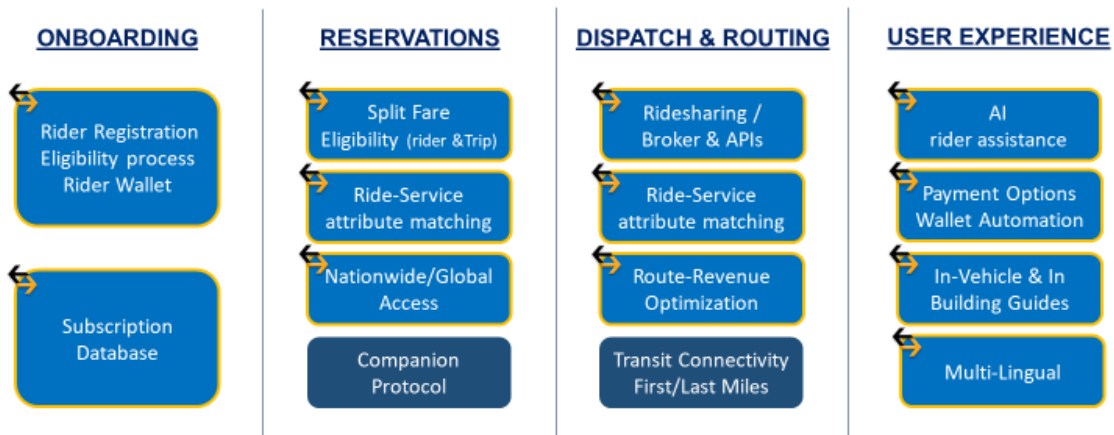 ONBOARDING
Rider Registration
Eligibility process
Rider Wallet
Subscription
Database
RESERVATIONS
Split Fare
Eligibility (rider &Trip)
Ride-Service
attribute matching
Nationwide/Global
Access
Companion
Protocol
DISPATCH & ROUTING
Ridesharing /
Broker & APIs
Ride-Service
attribute matching
Route-Revenue
Optimization
Transit Connectivity
First/Last Miles
USER EXPERIENCE
AI
rider assistance
Payment Options
Wallet Automation
In-Vehicle & In
Building Guides
Multi-Lingual